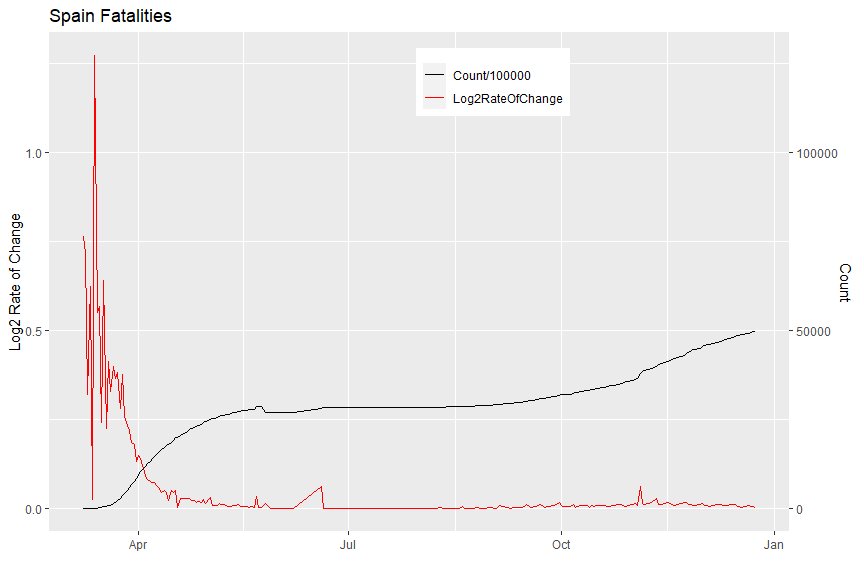 Spain Fatalities
Count/100000
Log2RateOfChange
Log2 Rate of Change
1.0
0.5
0.0
100000
50000
0
Count
Apr
Jul
Oct
Jan